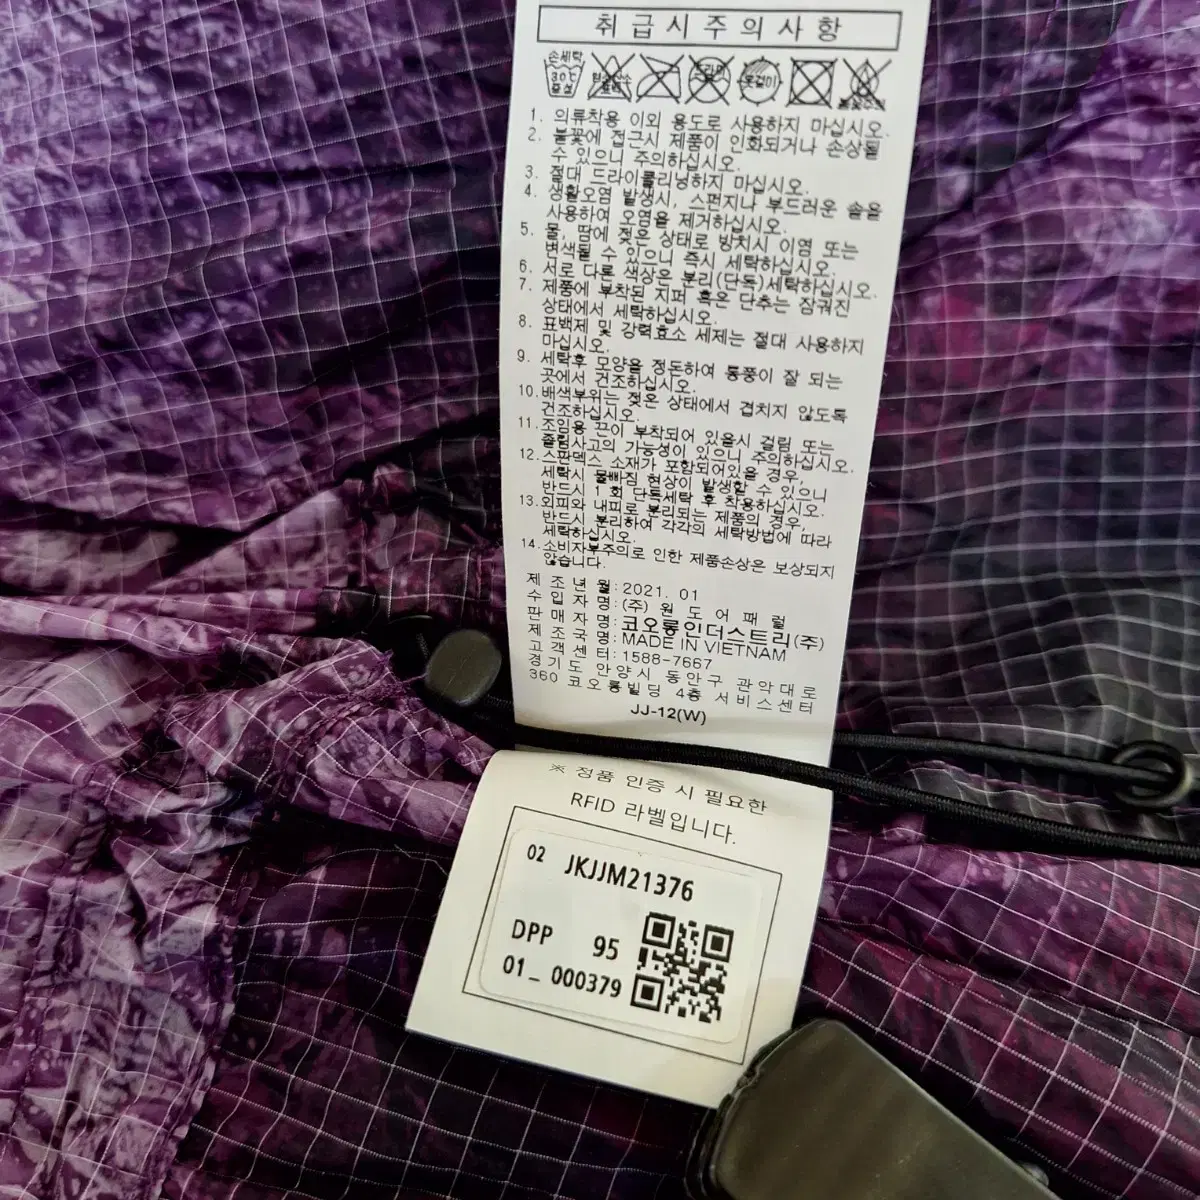 취급시주의사항
손세탁
30℃
중성
드라이
옷걸이
1. 의류착용 이외 용도로 사용하지 마십시오.
2. 불꽃에 접근시 제품이 인화되거나 손상될
수 있으니 주의하십시오.
3. 절대 드라이클리닝하지 마십시오.
4. 생활오염 발생시, 스펀지나 부드러운 솔을
사용하여 오염을 제거하십시오.
5. 물, 땀에 젖은 상태로 방치시 이염 또는
변색될 수 있으니 즉시 세탁하십시오.
6. 서로 다른 색상은 분리(단독)세탁하십시오.
7. 제품에 부착된 지퍼 혹은 단추는 잠궈진
상태에서 세탁하십시오.
8. 표백제 및 강력효소 세제는 절대 사용하지
마십시오.
9. 세탁후 모양을 정돈하여 통풍이 잘 되는
곳에서 건조하십시오.
10. 배색부위는 젖은 상태에서 겹치지 않도록
건조하십시오.
11. 조임용 끈이 부착되어 있을시 걸림 또는
끌림사고의 가능성이 있으니 주의하십시오.
12. 스판덱스 소재가 포함되어있을 경우,
세탁시 물빠짐 현상이 발생할 수 있으니
반드시 1회 단독세탁 후 착용하십시오.
13. 외피와 내피로 분리되는 제품의 경우,
반드시 분리하여 각각의 세탁방법에 따라
세탁하십시오.
14. 소비자부주의로 인한 제품손상은 보상되지
않습니다.
제조년월: 2021. 01
수입자명: (주) 원도어패럴
판매자명: 코오롱인더스트리(주)
제조국명: MADE IN VIETNAM
고객센터: 1588-7667
경기도 안양시 동안구 관악대로
360 코오롱빌딩 4층 서비스센터
JJ-12(W)
※ 정품 인증 시 필요한
RFID 라벨입니다.
02 JKJJM21376
DPP 95
01_ 000379